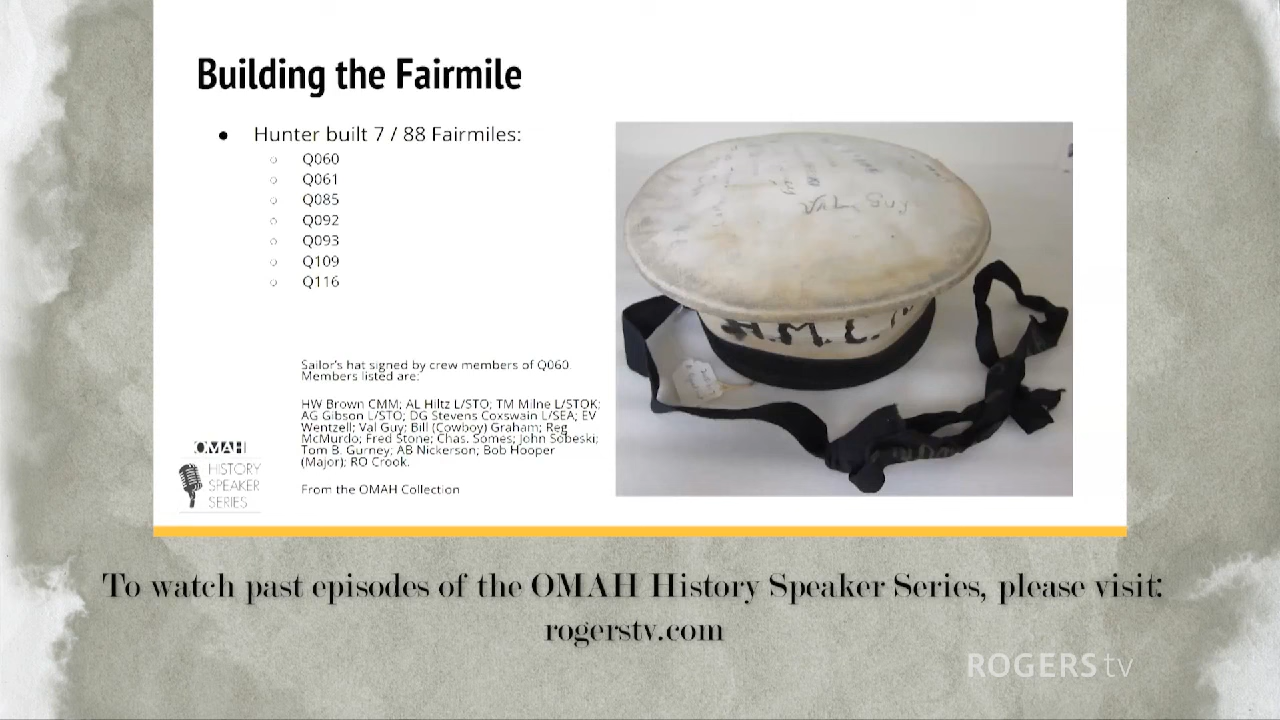 Building the Fairmile
● Hunter built 7 / 88 Fairmiles:
○ Q060
○ Q061
○ Q085
○ Q092
○ Q093
○ Q109
○ Q116
Sailor's hat signed by crew members of Q060.
Members listed are:
HW Brown CMM; AL Hiltz L/STO; TM Milne L/STOK;
AG Gibson L/STO; DG Stevens Coxswain L/SEA; EV
Wentzell; Val Guy; Bill (Cowboy) Graham; Reg
McMurdo; Fred Stone; Chas. Somes; John Sobeski;
Tom B. Gurney; AB Nickerson; Bob Hooper
(Major); RO Crook.
From the OMAH Collection
OMAH
HISTORY
SPEAKER
SERIES
H.M.C.
To watch past episodes of the OMAH History Speaker Series, please visit:
rogerstv.com
ROGERS tv